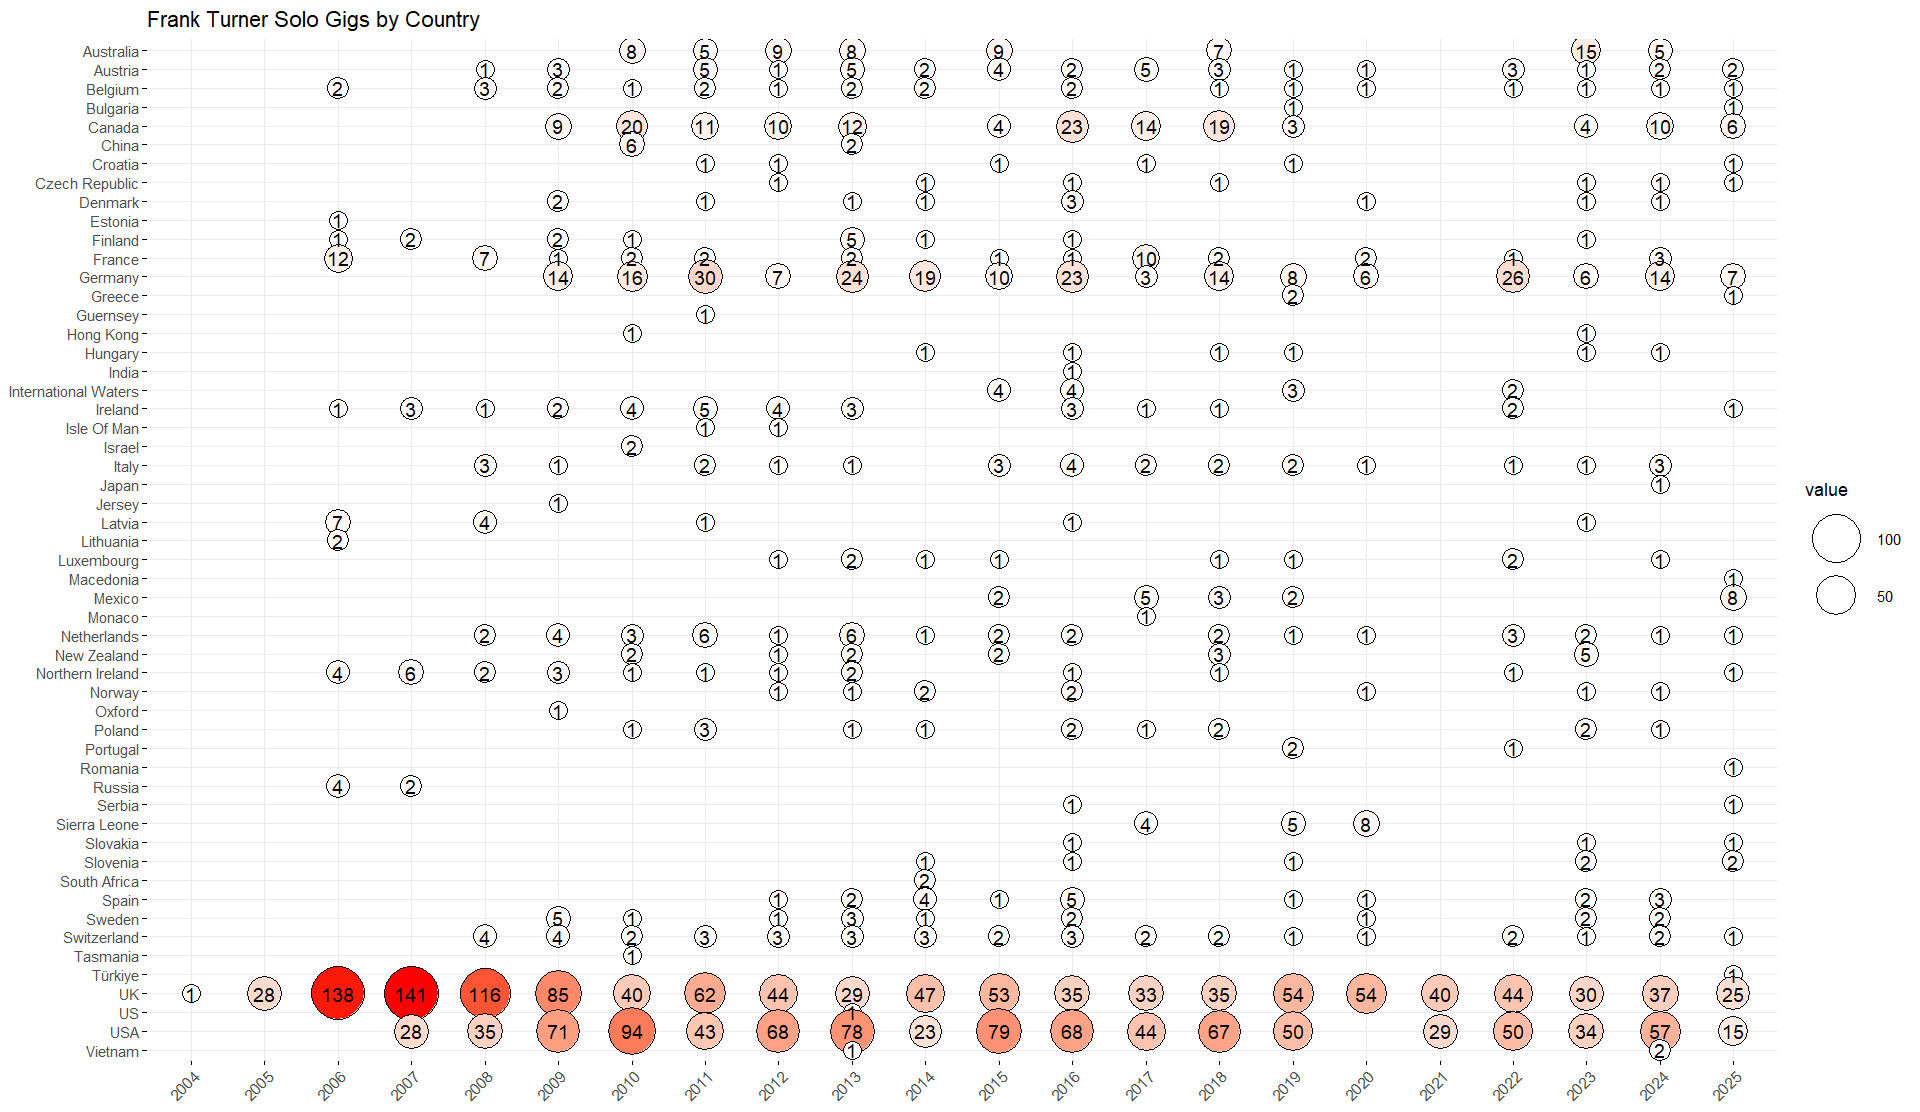 Frank Turner Solo Gigs by Country
Australia 8 5 9 8 9 7 15 5
Austria 1 3 5 1 5 2 4 2 5 3 1 1 3 1 2 2
Belgium 2 3 2 1 2 1 2 2 2 1 1 1 1 1 1 1
Bulgaria 1 1
Canada 9 20 11 10 12 4 23 14 19 3 4 10 6
China 6 2
Croatia 1 1 1 1 1 1
Czech Republic 1 1 1 1 1 1 1
Denmark 2 1 1 1 3 1 1 1
Estonia 1
Finland 1 2 2 1 5 1 1 1
France 12 7 1 2 2 2 1 1 10 2 2 1 3
Germany 14 16 30 7 24 19 10 23 3 14 8 6 26 6 14 7
Greece 2 1
Guernsey 1
Hong Kong 1 1
Hungary 1 1 1 1 1 1
India 1
International Waters 4 4 3 2
Ireland 1 3 1 2 4 5 4 3 3 1 1 2 1
Isle Of Man 1 1
Israel 2
Italy 3 1 2 1 1 3 4 2 2 2 1 1 1 3
Japan 1
Jersey 1
Latvia 7 4 1 1 1
Lithuania 2
Luxembourg 1 2 1 1 1 1 2 1
Macedonia 1
Mexico 2 5 3 2 8
Monaco 1
Netherlands 2 4 3 6 1 6 1 2 2 2 1 1 3 2 1 1
New Zealand 2 1 2 2 3 5
Northern Ireland 4 6 2 3 1 1 1 2 1 1 1 1
Norway 1 1 2 2 1 1 1
Oxford 1
Poland 1 3 1 1 2 1 2 2 1
Portugal 2 1
Romania 1
Russia 4 2
Serbia 1 1
Sierra Leone 4 5 8
Slovakia 1 1 1
Slovenia 1 1 1 2 2
South Africa 2
Spain 1 2 4 1 5 1 1 2 3
Sweden 5 1 1 3 1 2 1 2 2
Switzerland 4 4 2 3 3 3 3 2 3 2 2 1 1 2 1 2 1
Tasmania 1
Türkiye 1
UK 1 28 138 141 116 85 40 62 44 29 47 53 35 33 35 54 54 40 44 30 37 25
US 1
USA 28 35 71 94 43 68 78 23 79 68 44 67 50 29 50 34 57 15
Vietnam 1 2
2004 2005 2006 2007 2008 2009 2010 2011 2012 2013 2014 2015 2016 2017 2018 2019 2020 2021 2022 2023 2024 2025
value
100
50